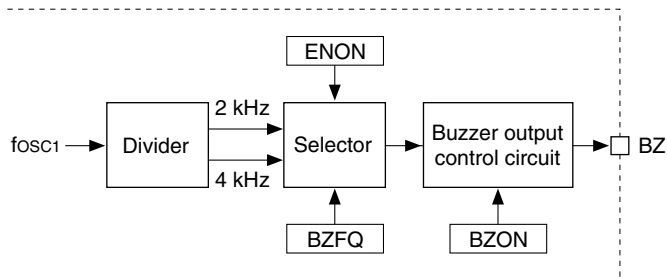 ENON
2 kHz
fOSC1
Divider
Selector
Buzzer output
control circuit
BZ
4 kHz
BZFQ
BZON